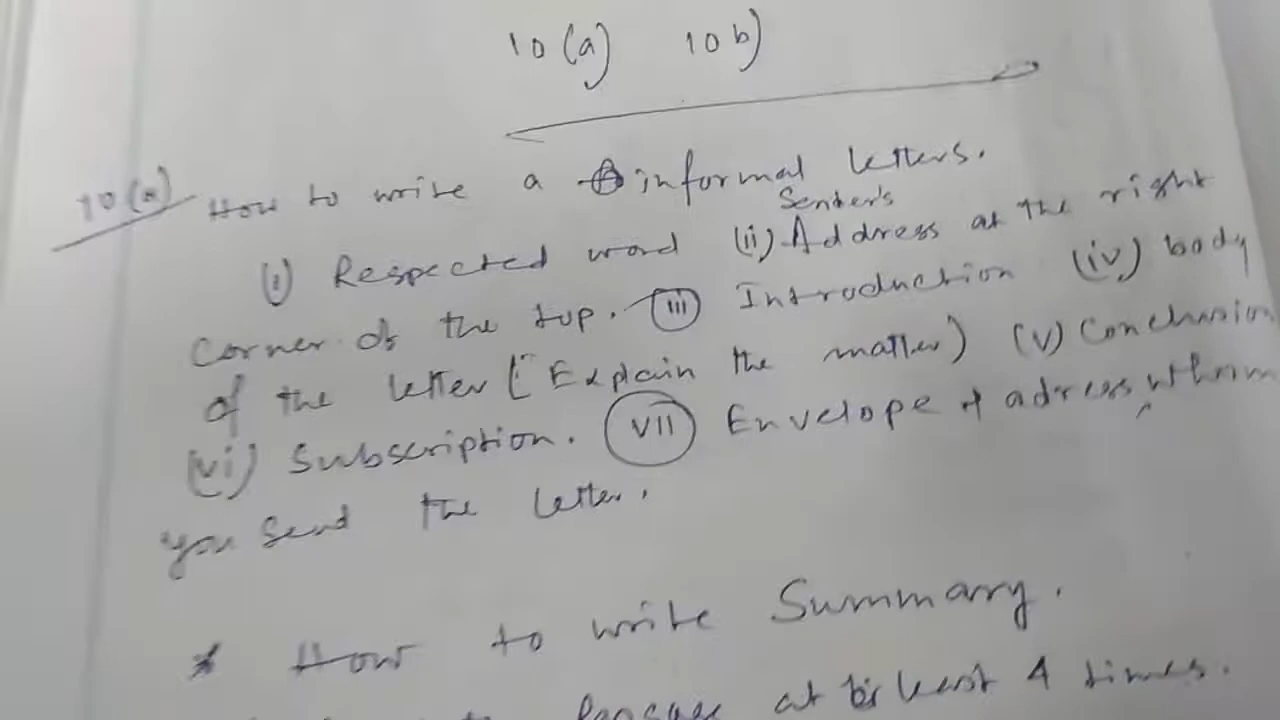 10 (a) 10 b)
10 (a) How to write a informal letters.
(i) Respected word (ii) Sender's Address at the right
corner of the top. (iii) Introduction (iv) body
of the letter (Explain the matter) (v) Conclusion
(vi) Subscription. (VII) Envelope & adress whom
you send the letter.
* How to write Summary.
at least 4 times.